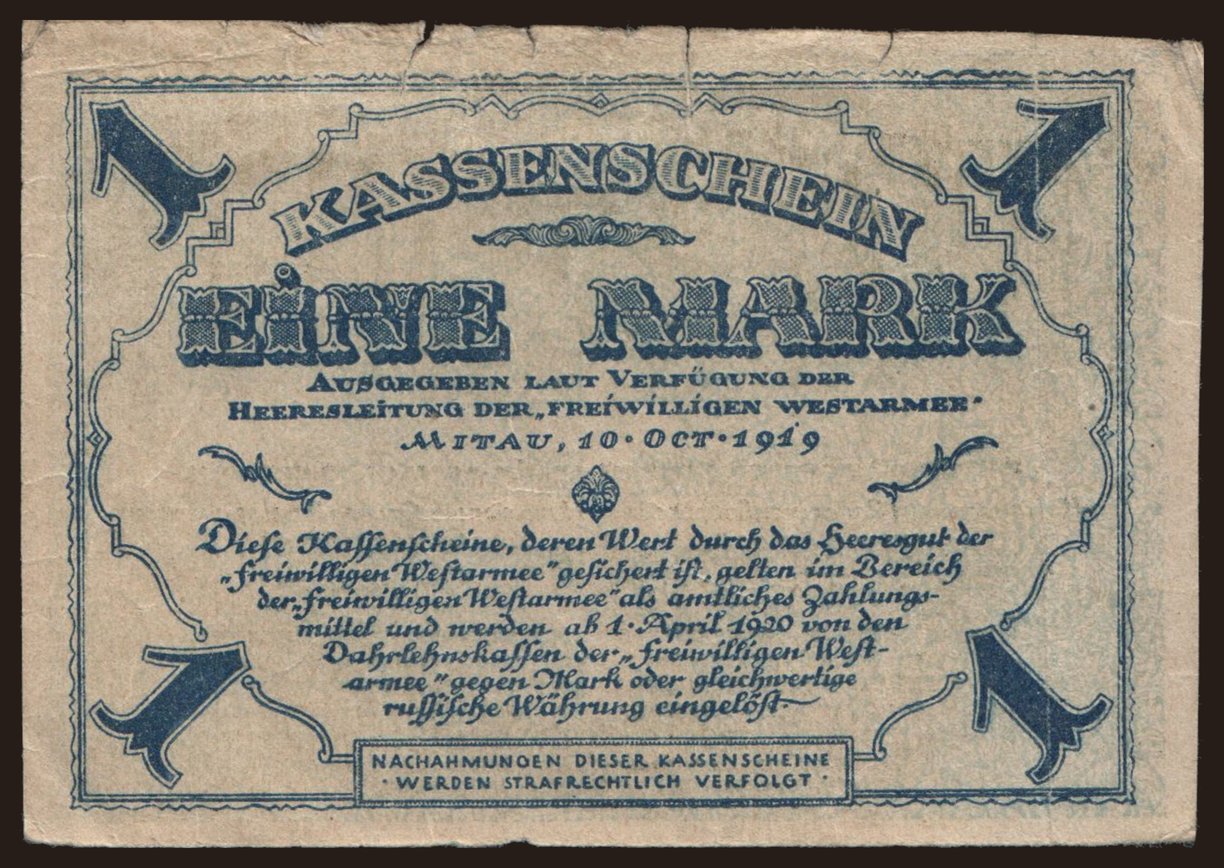 1 1
KASSENSCHEIN
EINE MARK
AUSGEGEBEN LAUT VERFÜGUNG DER
HEERESLEITUNG DER „FREIWILLIGEN WESTARMEE"
MITAU, 10. OCT. 1919
Diese Kassenscheine, deren Wert durch das Heeresgut der
„Freiwilligen Westarmee" gesichert ist, gelten im Bereich
der „Freiwilligen Westarmee" als amtliches Zahlungs-
mittel und werden ab 1. April 1920 von den
Dahrlehnskassen der „Freiwilligen West-
armee" gegen Mark oder gleichwertige
russische Währung eingelöst
1 1
NACHAHMUNGEN DIESER KASSENSCHEINE
· WERDEN STRAFRECHTLICH VERFOLGT ·